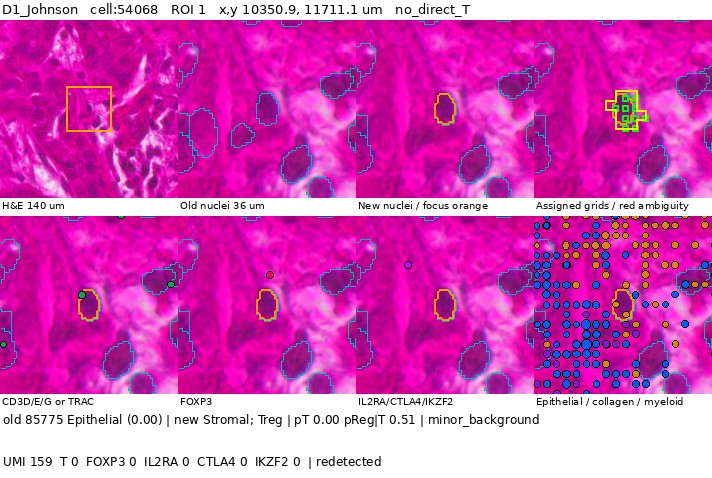 D1_Johnson cell:54068 ROI 1 x,y 10350.9, 11711.1 um no_direct_T
H&E 140 um
Old nuclei 36 um
New nuclei / focus orange
Assigned grids / red ambiguity
CD3D/E/G or TRAC
FOXP3
IL2RA/CTLA4/IKZF2
Epithelial / collagen / myeloid
old 85775 Epithelial (0.00) | new Stromal; Treg | pT 0.00 pReg|T 0.51 | minor_background
UMI 159 T 0 FOXP3 0 IL2RA 0 CTLA4 0 IKZF2 0 | redetected